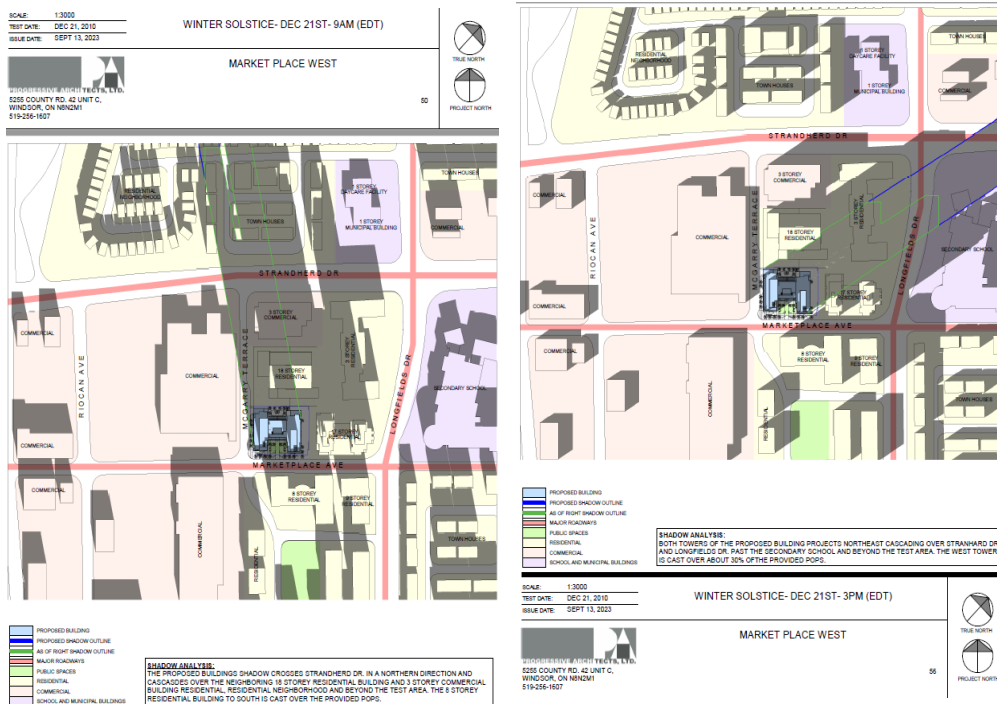 SCALE: 1:3000
TEST DATE: DEC 21, 2010
ISSUE DATE: SEPT 13, 2023
WINTER SOLSTICE- DEC 21ST- 9AM (EDT)
MARKET PLACE WEST
PROGRESSIVE ARCHITECTS, LTD.
5255 COUNTY RD. 42 UNIT C,
WINDSOR, ON N8N2M1
519-256-1607
50
TRUE NORTH
PROJECT NORTH
RESIDENTIAL
NEIGHBORHOOD
TOWN HOUSES
DAYCARE FACILITY
1 STOREY
MUNICIPAL BUILDING
TOWN HOUSES
COMMERCIAL
STRANDHERD DR
COMMERCIAL
RIOCAN AVE
COMMERCIAL
MCGARRY TERRACE
3 STOREY
COMMERCIAL
18 STOREY
RESIDENTIAL
STOREY
RESIDENTIAL
LONGFIELDS DR
SECONDARY SCHOOL
RESIDENTIAL
COMMERCIAL
MARKETPLACE AVE
COMMERCIAL
COMMERCIAL
8 STOREY
RESIDENTIAL
STOREY
RESIDENTIAL
RESIDENTIAL
TOWN HOUSES
PROPOSED BUILDING
PROPOSED SHADOW OUTLINE
AS OF RIGHT SHADOW OUTLINE
MAJOR ROADWAYS
PUBLIC SPACES
RESIDENTIAL
COMMERCIAL
SCHOOL AND MUNICIPAL BUILDINGS
SHADOW ANALYSIS:
THE PROPOSED BUILDINGS SHADOW CROSSES STRANDHERD DR. IN A NORTHERN DIRECTION AND
CASCASDES OVER THE NEIGHBORING 18 STOREY RESIDENTIAL BUILDING AND 3 STOREY COMMERCIAL
BUILDING RESIDENTIAL, RESIDENTIAL NEIGHBORHOOD AND BEYOND THE TEST AREA. THE 8 STOREY
RESIDENTIAL BUILDING TO SOUTH IS CAST OVER THE PROVIDED POPS.
RESIDENTIAL
NEIGHBORHOOD
TOWN HOUSES
STOREY
DAYCARE FACILITY
1 STOREY
MUNICIPAL BUILDING
TOWN HOUSES
COMMERCIAL
STRANDHERD DR
COMMERCIAL
RIOCAN AVE
COMMERCIAL
MCGARRY TERRACE
3 STOREY
COMMERCIAL
18 STOREY
RESIDENTIAL
STOREY
RESIDENTIAL
LONGFIELDS DR
SECONDARY SCHOOL
STOREY
RESIDENTIAL
COMMERCIAL
MARKETPLACE AVE
COMMERCIAL
COMMERCIAL
8 STOREY
RESIDENTIAL
STOREY
RESIDENTIAL
RESIDENTIAL
TOWN HOUSES
PROPOSED BUILDING
PROPOSED SHADOW OUTLINE
AS OF RIGHT SHADOW OUTLINE
MAJOR ROADWAYS
PUBLIC SPACES
RESIDENTIAL
COMMERCIAL
SCHOOL AND MUNICIPAL BUILDINGS
SHADOW ANALYSIS:
BOTH TOWERS OF THE PROPOSED BUILDING PROJECTS NORTHEAST CASCADING OVER STRANHARD DR
AND LONGFIELDS DR. PAST THE SECONDARY SCHOOL AND BEYOND THE TEST AREA. THE WEST TOWER
IS CAST OVER ABOUT 30% OFTHE PROVIDED POPS.
SCALE: 1:3000
TEST DATE: DEC 21, 2010
ISSUE DATE: SEPT 13, 2023
WINTER SOLSTICE- DEC 21ST- 3PM (EDT)
MARKET PLACE WEST
PROGRESSIVE ARCHITECTS, LTD.
5255 COUNTY RD. 42 UNIT C,
WINDSOR, ON N8N2M1
519-256-1607
56
TRUE NORTH
PROJECT NORTH